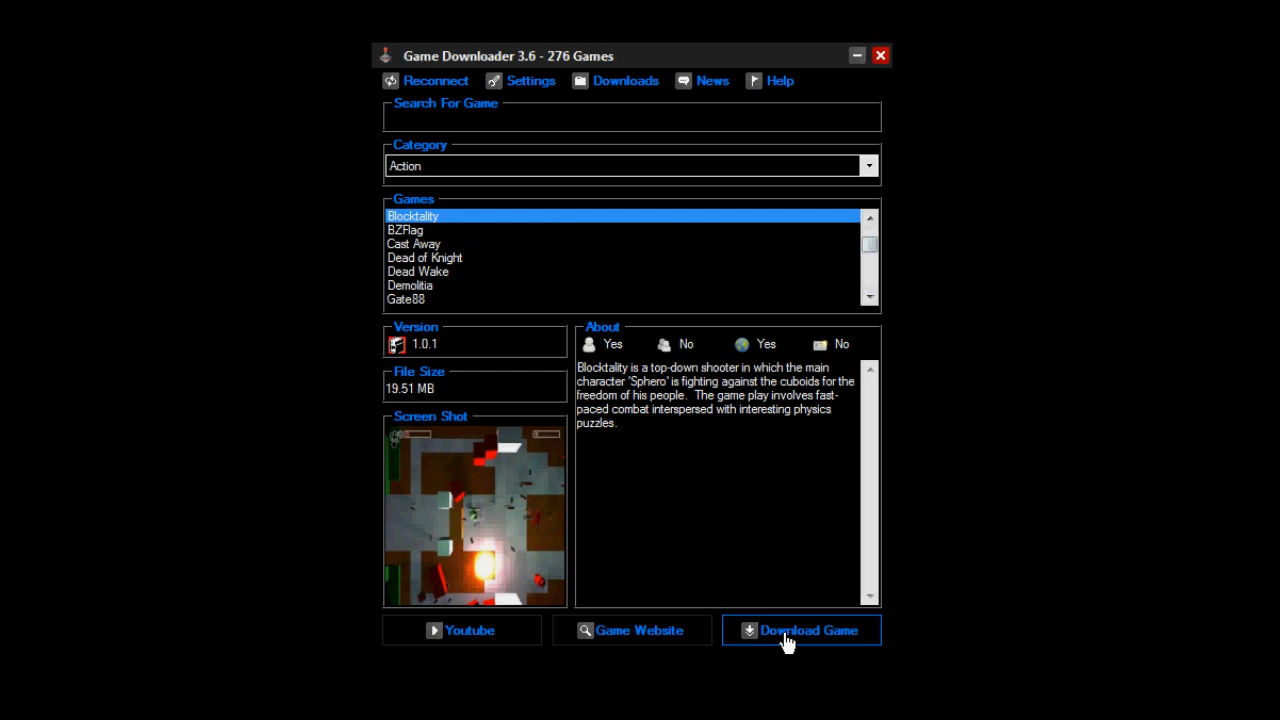 Game Downloader 3.6 - 276 Games
Reconnect Settings Downloads News Help
Search For Game
Category
Action
Games
Blocktality
BZFlag
Cast Away
Dead of Knight
Dead Wake
Demolitia
Gate88
Version
1.0.1
File Size
19.51 MB
Screen Shot
About
Yes No Yes No
Blocktality is a top-down shooter in which the main
character 'Sphero' is fighting against the cuboids for the
freedom of his people. The game play involves fast-
paced combat interspersed with interesting physics
puzzles.
Youtube Game Website Download Game